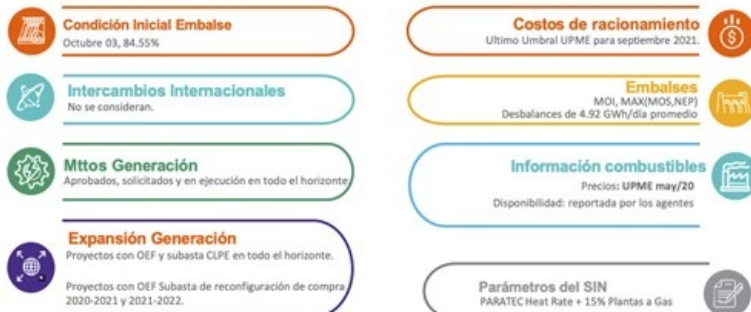 Condición Inicial Embalse
Octubre 03, 84.55%
Intercambios Internacionales
No se consideran.
Mttos Generación
Aprobados, solicitados y en ejecución en todo el horizonte
Expansión Generación
Proyectos con OEF y subasta CLPE en todo el horizonte.
Proyectos con OEF Subasta de reconfiguración de compra
2020-2021 y 2021-2022.
Costos de racionamiento
Ultimo Umbral UPME para septiembre 2021.
Embalses
MOI, MAX(MOS,NEP)
Desbalances de 4.92 GWh/día promedio
Información combustibles
Precios: UPME may/20
Disponibilidad: reportada por los agentes
Parámetros del SIN
PARATEC Heat Rate + 15% Plantas a Gas